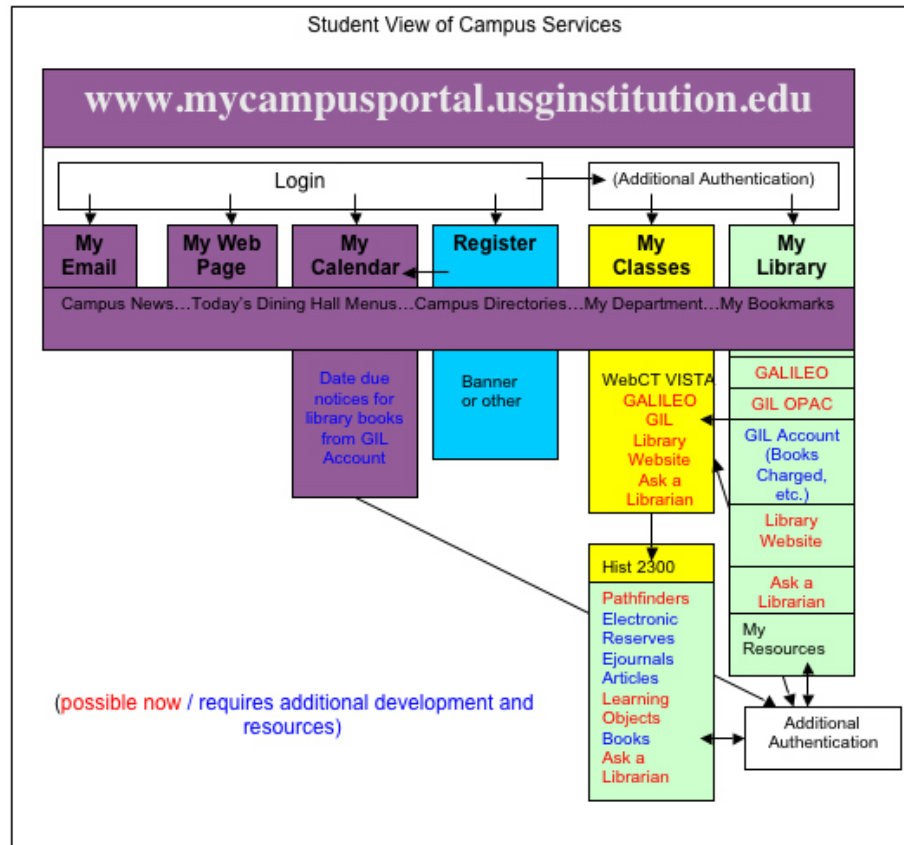 Student View of Campus Services
www.mycampusportal.usginstitution.edu
Login
(Additional Authentication)
My
Email
My Web
Page
My
Calendar
Register
My
Classes
My
Library
Campus News…Today's Dining Hall Menus…Campus Directories…My Department…My Bookmarks
Date due
notices for
library books
from GIL
Account
Banner
or other
WebCT VISTA
GALILEO
GIL
Library
Website
Ask a
Librarian
GALILEO
GIL OPAC
GIL Account
(Books
Charged,
etc.)
Library
Website
Ask a
Librarian
My
Resources
Hist 2300
Pathfinders
Electronic
Reserves
Ejournals
Articles
Learning
Objects
Books
Ask a
Librarian
Additional
Authentication
(possible now / requires additional development and
resources)